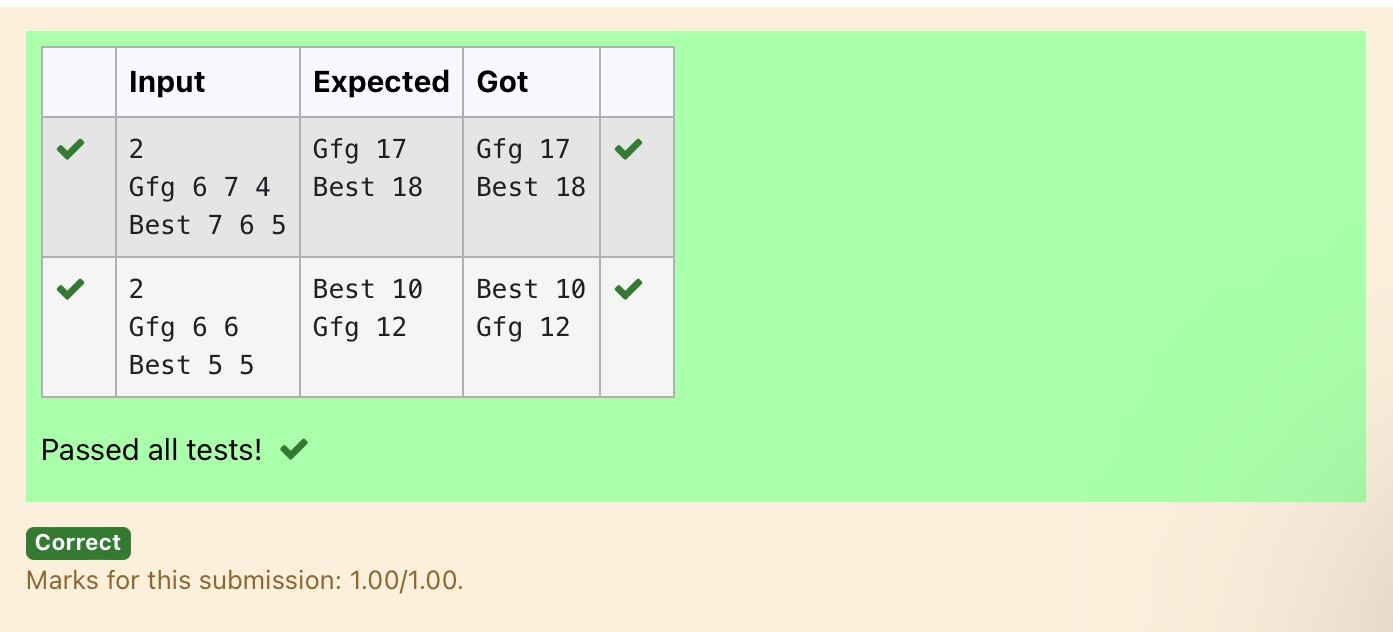 Input Expected Got
2 Gfg 17 Gfg 17
Gfg 6 7 4 Best 18 Best 18
Best 7 6 5
2 Best 10 Best 10
Gfg 6 6 Gfg 12 Gfg 12
Best 5 5
Passed all tests!
Correct
Marks for this submission: 1.00/1.00.